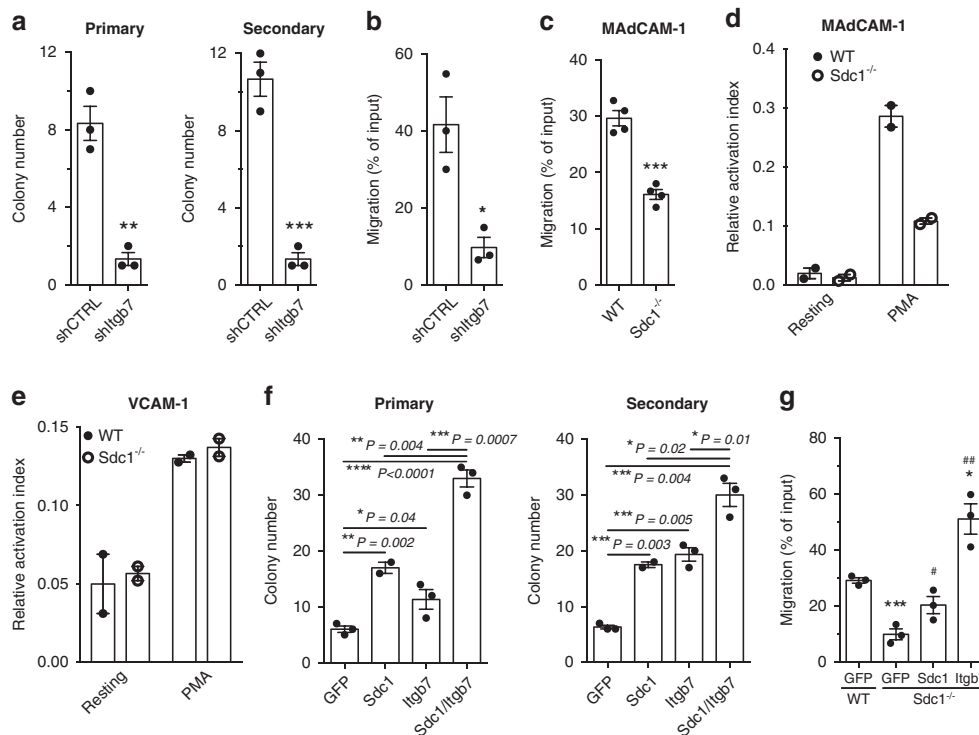 a
Primary
Colony number
12
8
4
0
**
shCTRL
shItgb7
Secondary
Colony number
12
8
4
0
***
shCTRL
shItgb7
b
Migration (% of input)
60
40
20
0
*
shCTRL
shItgb7
c
MAdCAM-1
Migration (% of input)
40
30
20
10
0
***
WT
Sdc1-/-
d
MAdCAM-1
WT
Sdc1-/-
Relative activation index
0.4
0.3
0.2
0.1
0.0
Resting
PMA
e
VCAM-1
WT
Sdc1-/-
Relative activation index
0.15
0.10
0.05
0.00
Resting
PMA
f
Primary
Colony number
40
30
20
10
0
*** P = 0.0007
** P = 0.004
**** P<0.0001
* P = 0.04
** P = 0.002
GFP
Sdc1
Itgb7
Sdc1/Itgb7
Secondary
Colony number
40
30
20
10
0
* P = 0.01
* P = 0.02
*** P = 0.004
*** P = 0.005
*** P = 0.003
GFP
Sdc1
Itgb7
Sdc1/Itgb7
g
Migration (% of input)
80
60
40
20
0
##
*
#
***
GFP GFP Sdc1 Itgb
WT Sdc1-/-